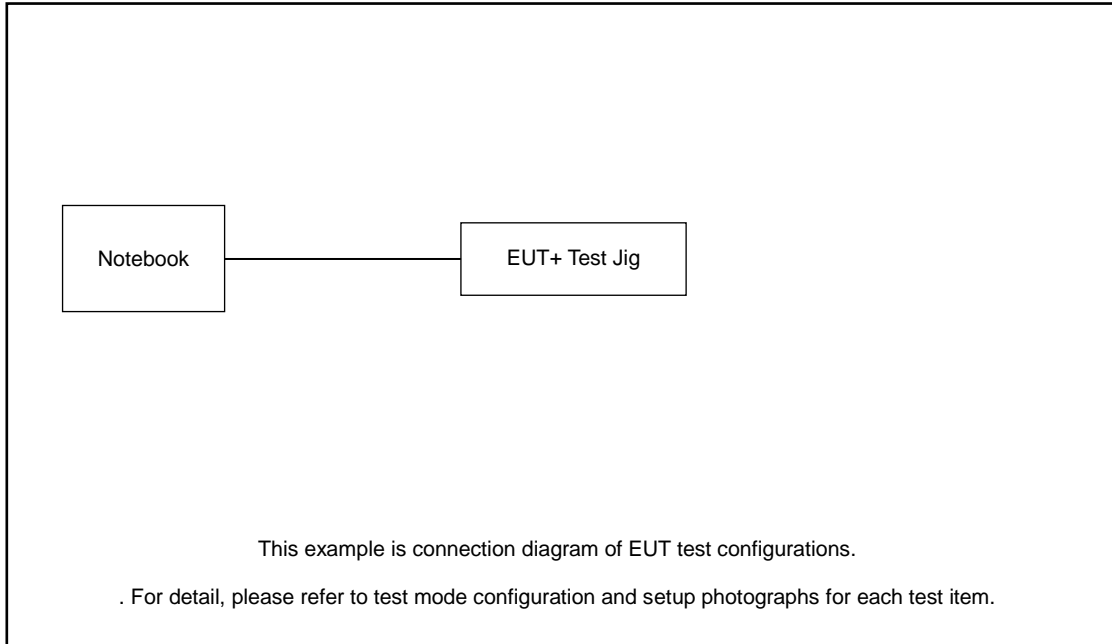 Notebook
EUT+ Test Jig
This example is connection diagram of EUT test configurations.
. For detail, please refer to test mode configuration and setup photographs for each test item.